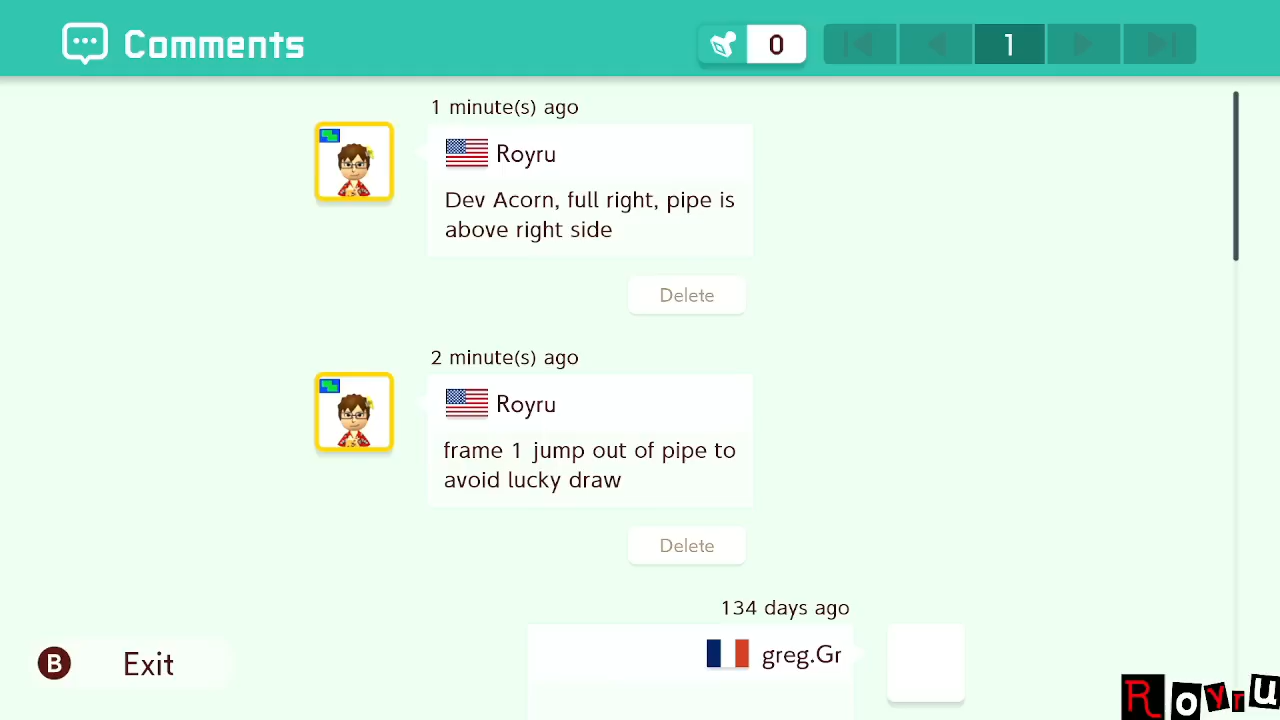 Comments
0
1
1 minute(s) ago
Royru
Dev Acorn, full right, pipe is
above right side
Delete
2 minute(s) ago
Royru
frame 1 jump out of pipe to
avoid lucky draw
Delete
134 days ago
greg.Gr
B Exit
Royru